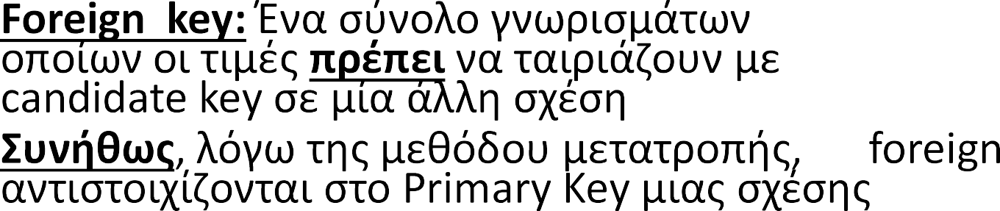 Foreign key: Ένα σύνολο γνωρισμάτων
οποίων οι τιμές πρέπει να ταιριάζουν με
candidate key σε μία άλλη σχέση
Συνήθως, λόγω της μεθόδου μετατροπής, foreign
αντιστοιχίζονται στο Primary Key μιας σχέσης